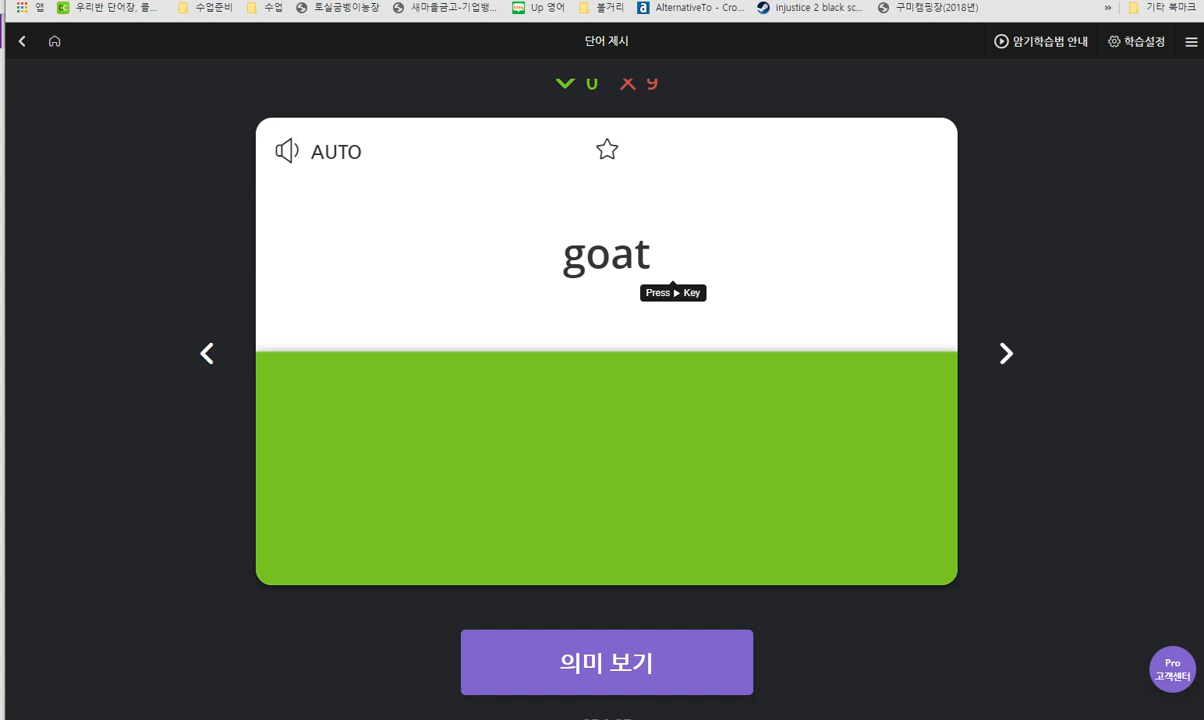 앱 우리반 단어장, 클... 수업준비 수업 토실굼벵이농장 새마을금고-기업뱅... Up 영어 볼거리 AlternativeTo - Cro... injustice 2 black sc... 구미캠핑장(2018년) » 기타 북마크
단어 제시 암기학습법 안내 학습설정
0 9
AUTO
goat
Press ▶ Key
의미 보기
Pro
고객센터